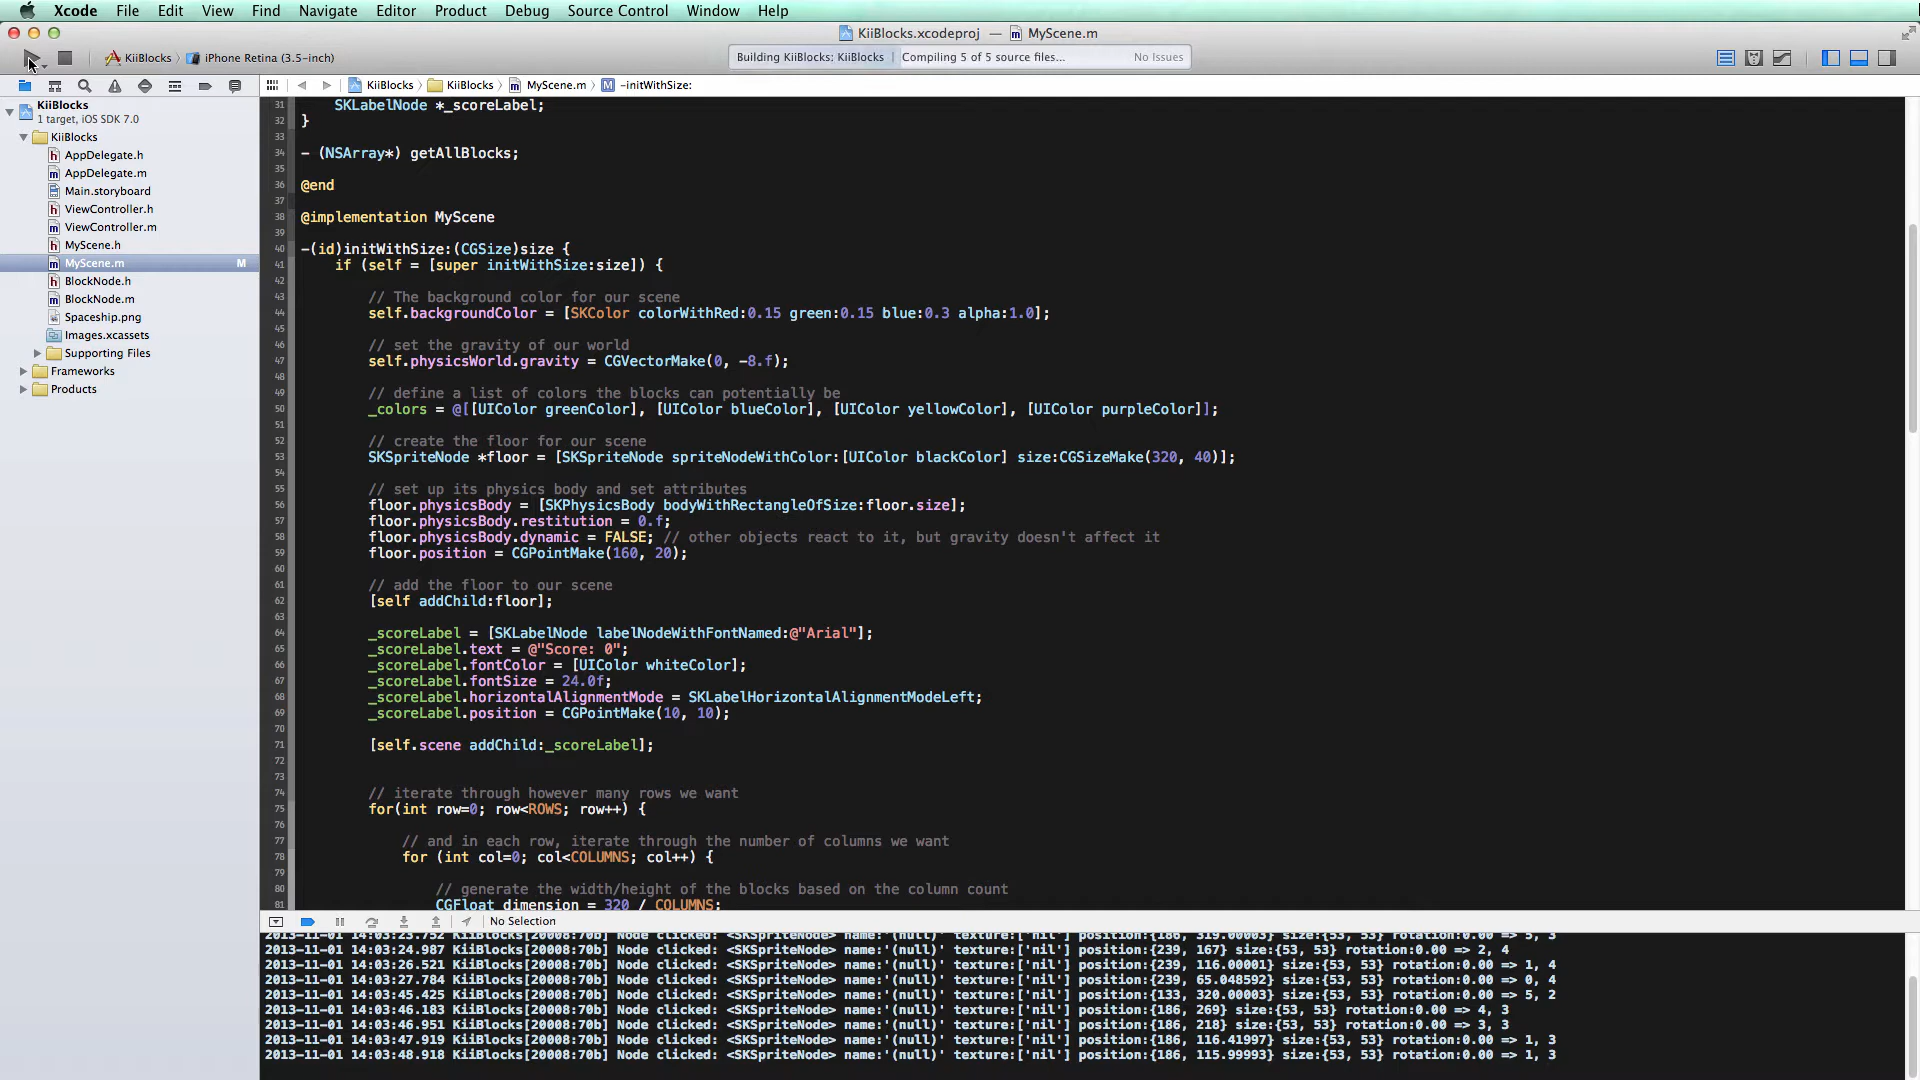 Xcode File Edit View Find Navigate Editor Product Debug Source Control Window Help
KiiBlocks.xcodeproj — MyScene.m
KiiBlocks iPhone Retina (3.5-inch)
Building KiiBlocks: KiiBlocks | Compiling 5 of 5 source files... No Issues
KiiBlocks KiiBlocks MyScene.m M -initWithSize:
KiiBlocks
1 target, iOS SDK 7.0
KiiBlocks
h AppDelegate.h
m AppDelegate.m
Main.storyboard
h ViewController.h
m ViewController.m
h MyScene.h
m MyScene.m M
h BlockNode.h
m BlockNode.m
Spaceship.png
Images.xcassets
Supporting Files
Frameworks
Products
31 SKLabelNode *_scoreLabel;
32 }
33
34 - (NSArray*) getAllBlocks;
35
36 @end
37
38 @implementation MyScene
39
40 -(id)initWithSize:(CGSize)size {
41 if (self = [super initWithSize:size]) {
42
43 // The background color for our scene
44 self.backgroundColor = [SKColor colorWithRed:0.15 green:0.15 blue:0.3 alpha:1.0];
45
46 // set the gravity of our world
47 self.physicsWorld.gravity = CGVectorMake(0, -8.f);
48
49 // define a list of colors the blocks can potentially be
50 _colors = @[[UIColor greenColor], [UIColor blueColor], [UIColor yellowColor], [UIColor purpleColor]];
51
52 // create the floor for our scene
53 SKSpriteNode *floor = [SKSpriteNode spriteNodeWithColor:[UIColor blackColor] size:CGSizeMake(320, 40)];
54
55 // set up its physics body and set attributes
56 floor.physicsBody = [SKPhysicsBody bodyWithRectangleOfSize:floor.size];
57 floor.physicsBody.restitution = 0.f;
58 floor.physicsBody.dynamic = FALSE; // other objects react to it, but gravity doesn't affect it
59 floor.position = CGPointMake(160, 20);
60
61 // add the floor to our scene
62 [self addChild:floor];
63
64 _scoreLabel = [SKLabelNode labelNodeWithFontNamed:@"Arial"];
65 _scoreLabel.text = @"Score: 0";
66 _scoreLabel.fontColor = [UIColor whiteColor];
67 _scoreLabel.fontSize = 24.0f;
68 _scoreLabel.horizontalAlignmentMode = SKLabelHorizontalAlignmentModeLeft;
69 _scoreLabel.position = CGPointMake(10, 10);
70
71 [self.scene addChild:_scoreLabel];
72
73
74 // iterate through however many rows we want
75 for(int row=0; row<ROWS; row++) {
76
77 // and in each row, iterate through the number of columns we want
78 for (int col=0; col<COLUMNS; col++) {
79
80 // generate the width/height of the blocks based on the column count
81 CGFloat dimension = 320 / COLUMNS;
No Selection
2013-11-01 14:03:23.752 KiiBlocks[20008:70b] Node clicked: <SKSpriteNode> name:'(null)' texture:['nil'] position:{186, 319.00003} size:{53, 53} rotation:0.00 => 5, 3
2013-11-01 14:03:24.987 KiiBlocks[20008:70b] Node clicked: <SKSpriteNode> name:'(null)' texture:['nil'] position:{239, 167} size:{53, 53} rotation:0.00 => 2, 4
2013-11-01 14:03:26.521 KiiBlocks[20008:70b] Node clicked: <SKSpriteNode> name:'(null)' texture:['nil'] position:{239, 116.00001} size:{53, 53} rotation:0.00 => 1, 4
2013-11-01 14:03:27.784 KiiBlocks[20008:70b] Node clicked: <SKSpriteNode> name:'(null)' texture:['nil'] position:{239, 65.048592} size:{53, 53} rotation:0.00 => 0, 4
2013-11-01 14:03:45.425 KiiBlocks[20008:70b] Node clicked: <SKSpriteNode> name:'(null)' texture:['nil'] position:{133, 320.00003} size:{53, 53} rotation:0.00 => 5, 2
2013-11-01 14:03:46.183 KiiBlocks[20008:70b] Node clicked: <SKSpriteNode> name:'(null)' texture:['nil'] position:{186, 269} size:{53, 53} rotation:0.00 => 4, 3
2013-11-01 14:03:46.951 KiiBlocks[20008:70b] Node clicked: <SKSpriteNode> name:'(null)' texture:['nil'] position:{186, 218} size:{53, 53} rotation:0.00 => 3, 3
2013-11-01 14:03:47.919 KiiBlocks[20008:70b] Node clicked: <SKSpriteNode> name:'(null)' texture:['nil'] position:{186, 116.41997} size:{53, 53} rotation:0.00 => 1, 3
2013-11-01 14:03:48.918 KiiBlocks[20008:70b] Node clicked: <SKSpriteNode> name:'(null)' texture:['nil'] position:{186, 115.99993} size:{53, 53} rotation:0.00 => 1, 3